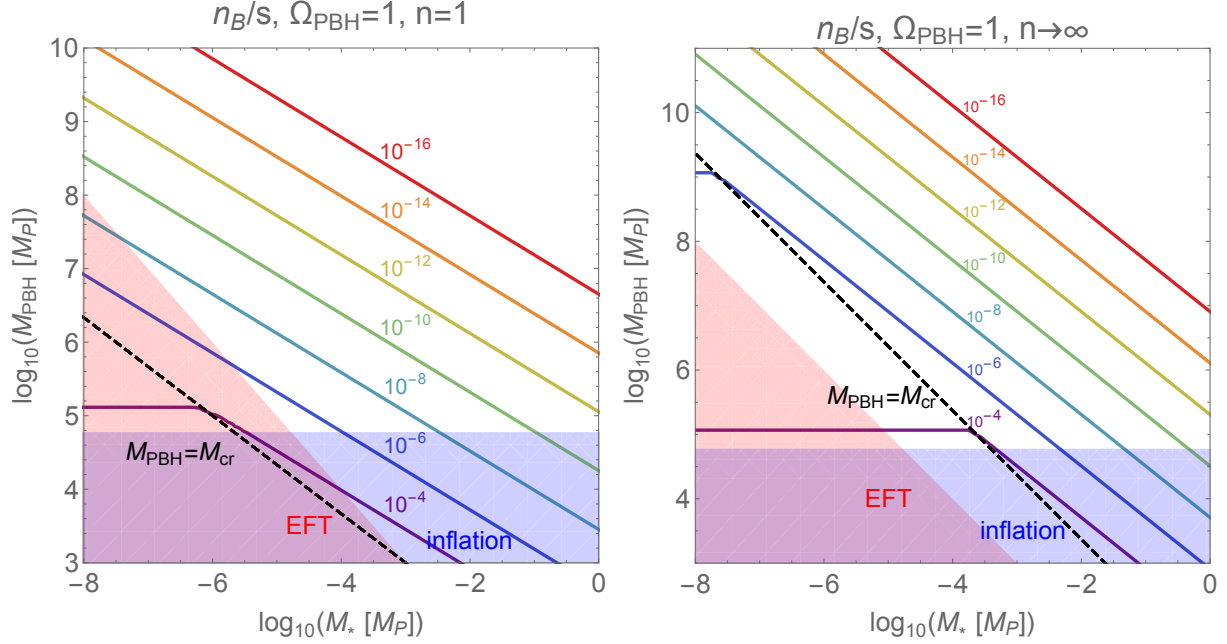 n_B/s, Ω_PBH=1, n=1
10
9
8
7
6
5
4
3
log₁₀(M_PBH [M_P])
10⁻¹⁶
10⁻¹⁴
10⁻¹²
10⁻¹⁰
10⁻⁸
10⁻⁶
10⁻⁴
M_PBH=M_cr
EFT
inflation
−8 −6 −4 −2 0
log₁₀(M_* [M_P])
n_B/s, Ω_PBH=1, n→∞
10
8
6
4
log₁₀(M_PBH [M_P])
10⁻¹⁶
10⁻¹⁴
10⁻¹²
10⁻¹⁰
10⁻⁸
10⁻⁶
M_PBH=M_cr
10⁻⁴
EFT
inflation
−8 −6 −4 −2 0
log₁₀(M_* [M_P])